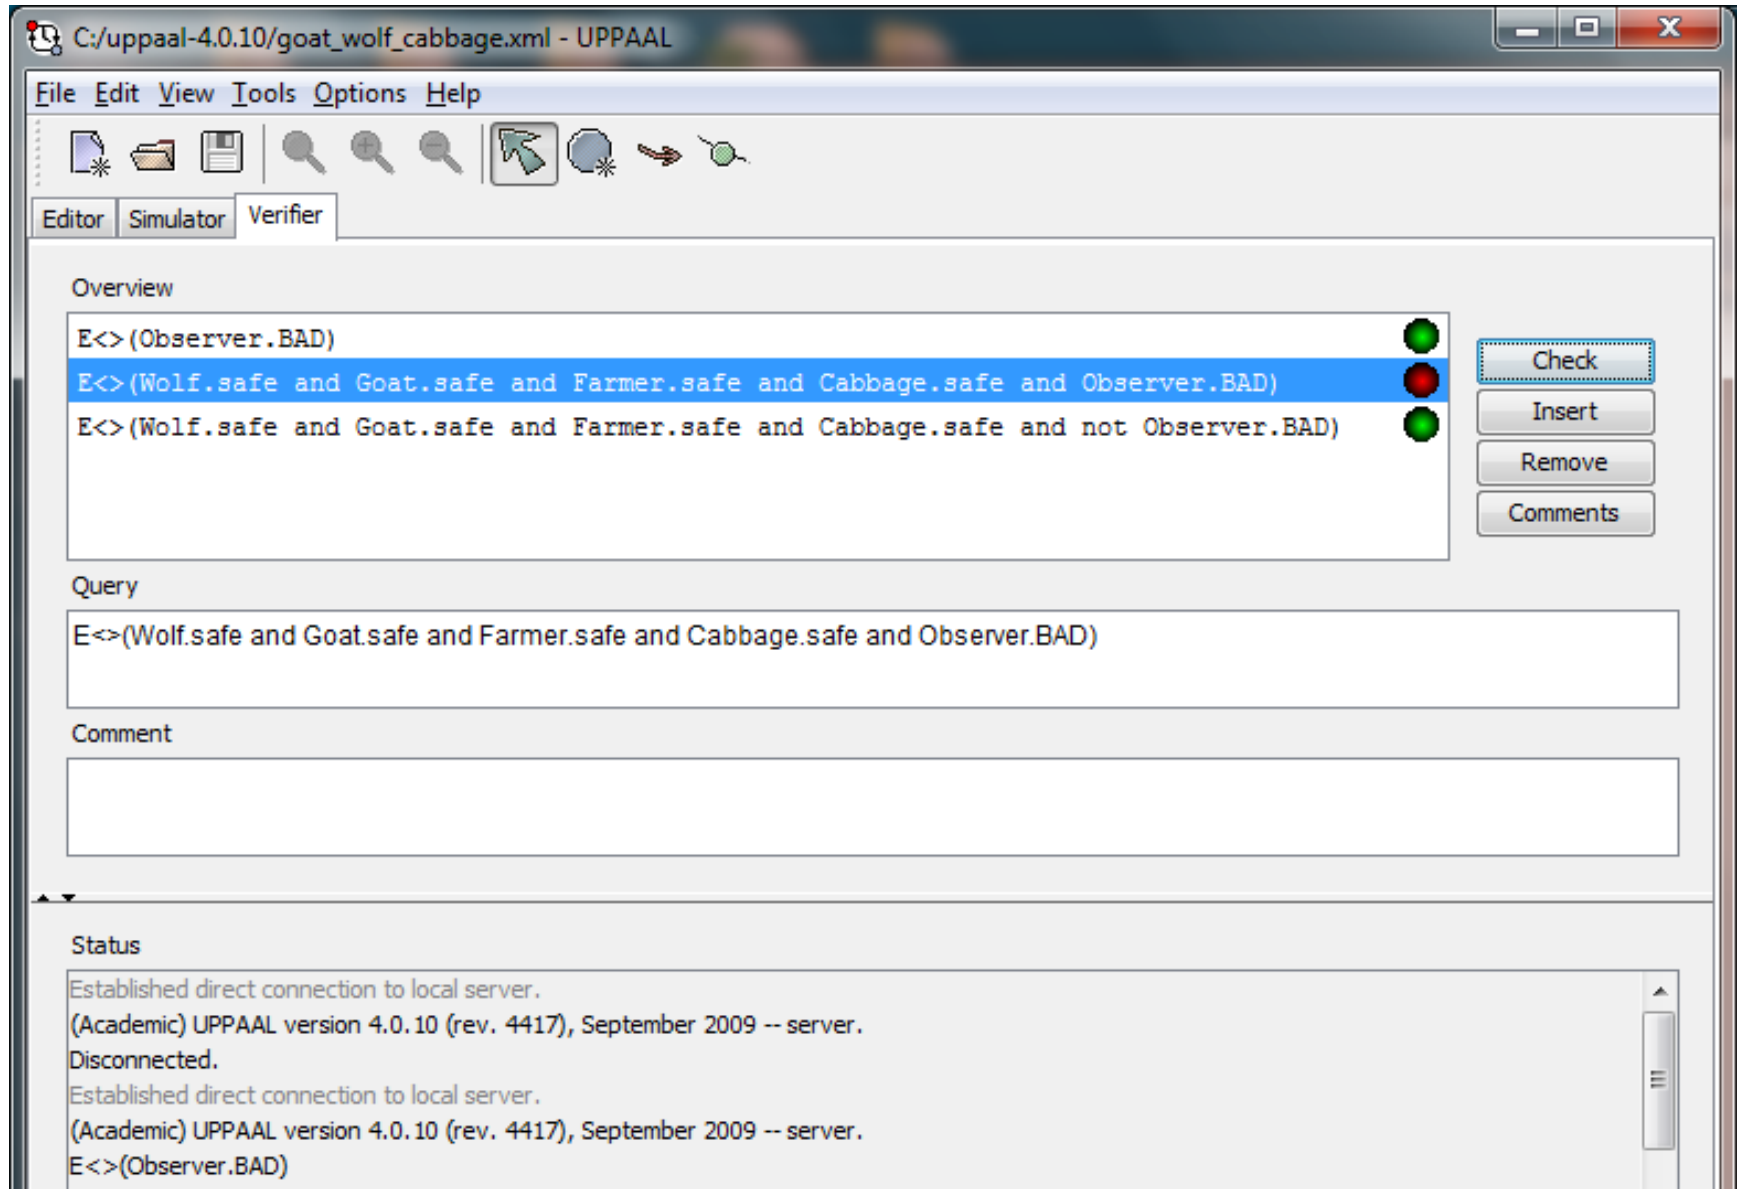 C:/uppaal-4.0.10/goat_wolf_cabbage.xml - UPPAAL
File Edit View Tools Options Help
Editor Simulator Verifier
Overview
E<>(Observer.BAD)
E<>(Wolf.safe and Goat.safe and Farmer.safe and Cabbage.safe and Observer.BAD)
E<>(Wolf.safe and Goat.safe and Farmer.safe and Cabbage.safe and not Observer.BAD)
Check
Insert
Remove
Comments
Query
E<>(Wolf.safe and Goat.safe and Farmer.safe and Cabbage.safe and Observer.BAD)
Comment
Status
Established direct connection to local server.
(Academic) UPPAAL version 4.0.10 (rev. 4417), September 2009 -- server.
Disconnected.
Established direct connection to local server.
(Academic) UPPAAL version 4.0.10 (rev. 4417), September 2009 -- server.
E<>(Observer.BAD)